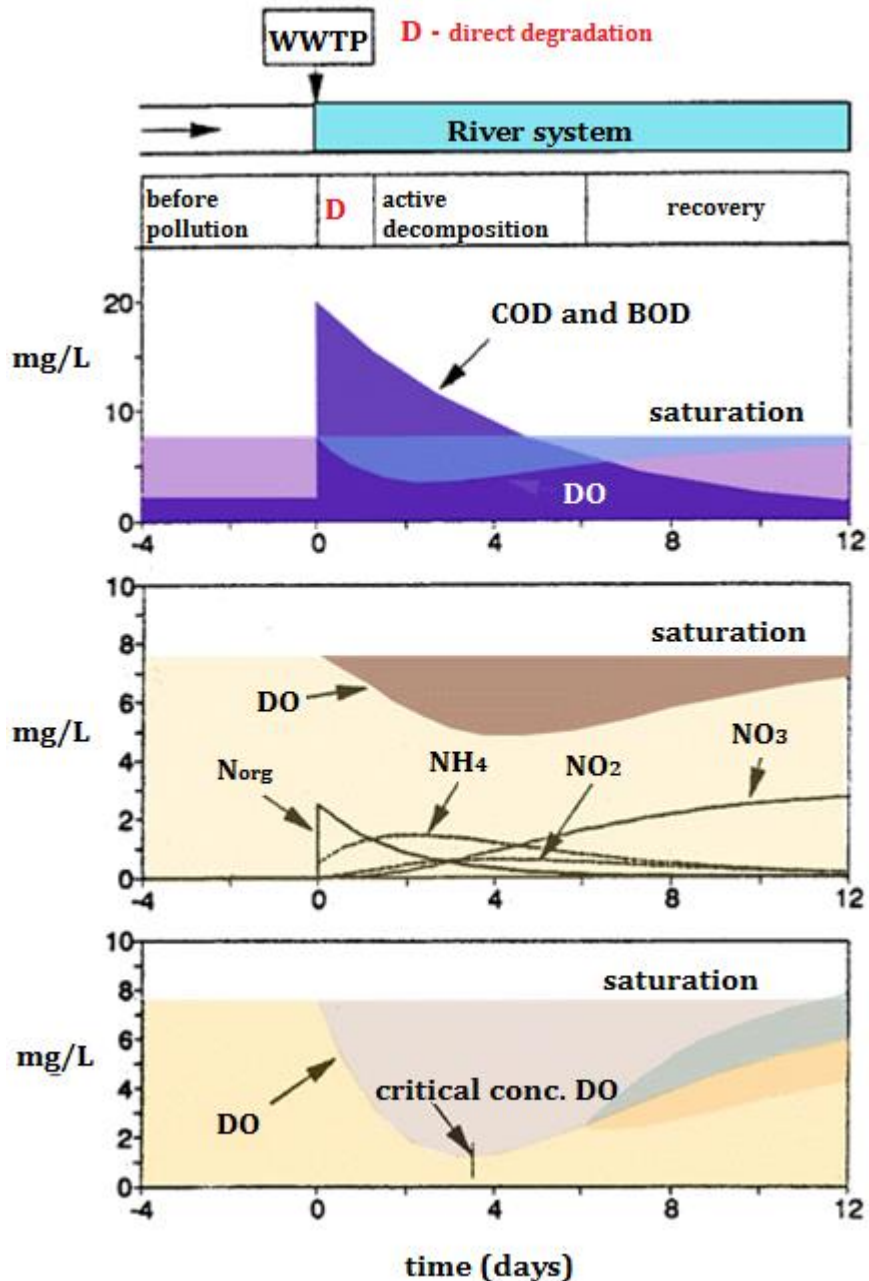 WWTP
D - direct degradation
River system
before
pollution
D
active
decomposition
recovery
20
10
0
mg/L
COD and BOD
saturation
DO
-4
0
4
8
12
10
8
6
4
2
0
mg/L
saturation
DO
Norg
NH4
NO2
NO3
-4
0
4
8
12
10
8
6
4
2
0
mg/L
saturation
critical conc. DO
DO
-4
0
4
8
12
time (days)